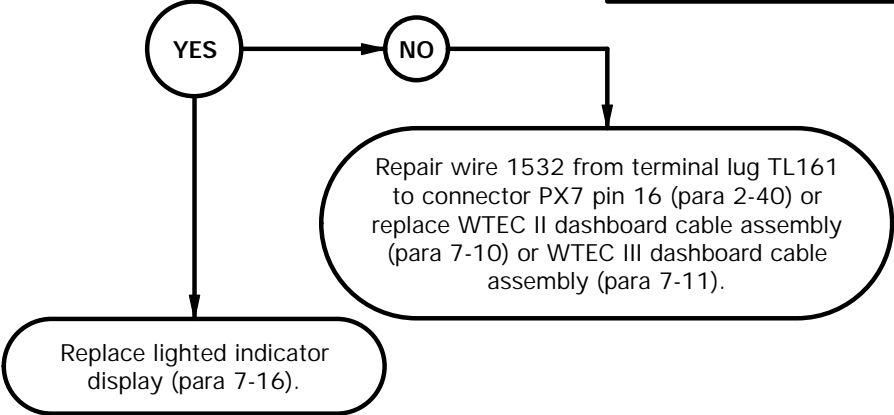 YES
NO
Repair wire 1532 from terminal lug TL161
to connector PX7 pin 16 (para 2-40) or
replace WTEC II dashboard cable assembly
(para 7-10) or WTEC III dashboard cable
assembly (para 7-11).
Replace lighted indicator
display (para 7-16).